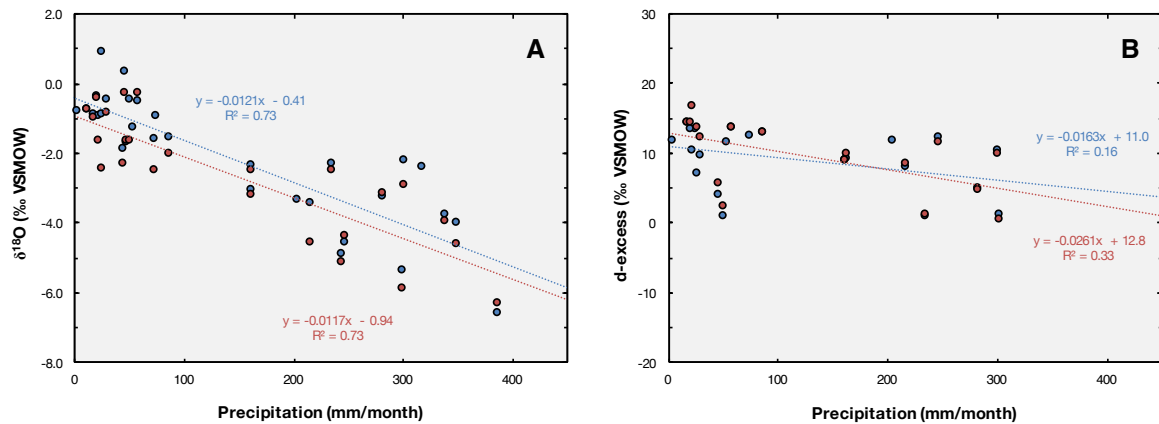 A
2.0
0.0
-2.0
-4.0
-6.0
-8.0
δ¹⁸O (‰ VSMOW)
y = -0.0121x - 0.41
R² = 0.73
y = -0.0117x - 0.94
R² = 0.73
0 100 200 300 400
Precipitation (mm/month)
B
30
20
10
0
-10
-20
d-excess (‰ VSMOW)
y = -0.0163x + 11.0
R² = 0.16
y = -0.0261x + 12.8
R² = 0.33
0 100 200 300 400
Precipitation (mm/month)